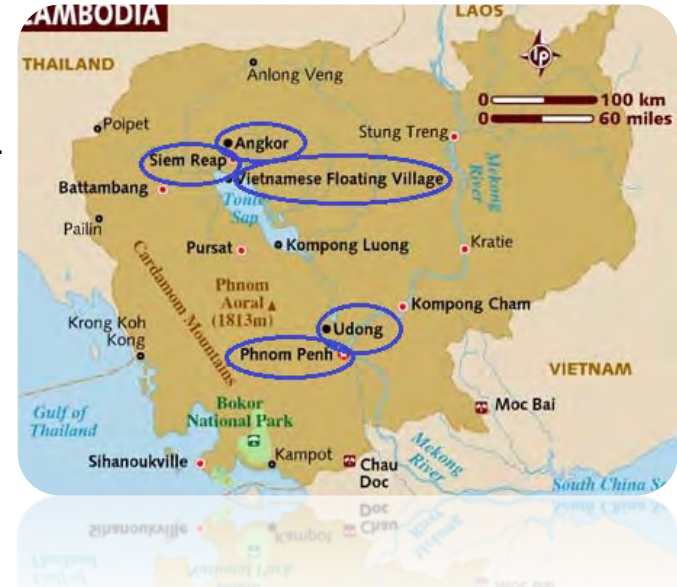 CAMBODIA
LAOS
THAILAND
Anlong Veng
0 100 km
0 60 miles
Poipet
Stung Treng
Angkor
Siem Reap
Vietnamese Floating Village
Battambang
Tonle
Sap
Mekong
River
Pailin
Pursat
Kompong Luong
Kratie
Cardamom Mountains
Phnom
Aoral
(1813m)
Kompong Cham
Krong Koh
Kong
Udong
Phnom Penh
VIETNAM
Bokor
National Park
Moc Bai
Gulf of
Thailand
Mekong
River
Sihanoukville
Kampot
Chau
Doc
South China S